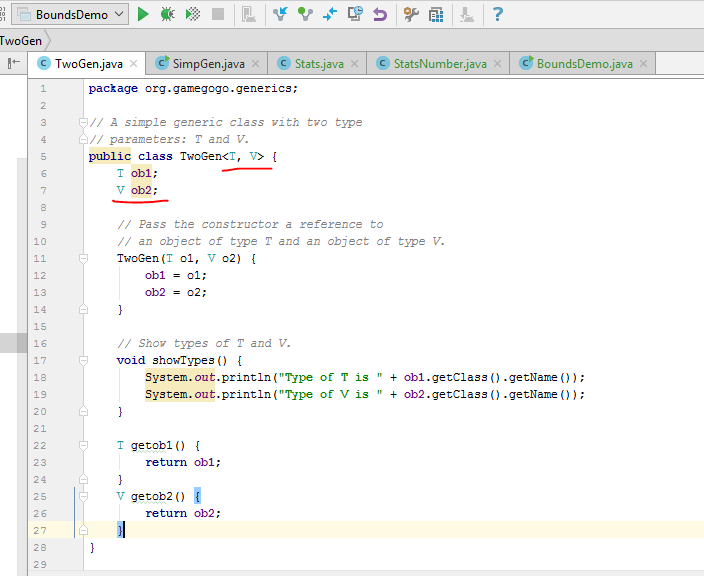 BoundsDemo
TwoGen
TwoGen.java SimpGen.java Stats.java StatsNumber.java BoundsDemo.java
1 package org.gamegogo.generics;
2
3 // A simple generic class with two type
4 // parameters: T and V.
5 public class TwoGen<T, V> {
6 T ob1;
7 V ob2;
8
9 // Pass the constructor a reference to
10 // an object of type T and an object of type V.
11 TwoGen(T o1, V o2) {
12 ob1 = o1;
13 ob2 = o2;
14 }
15
16 // Show types of T and V.
17 void showTypes() {
18 System.out.println("Type of T is " + ob1.getClass().getName());
19 System.out.println("Type of V is " + ob2.getClass().getName());
20 }
21
22 T getob1() {
23 return ob1;
24 }
25 V getob2() {
26 return ob2;
27 }
28 }
29